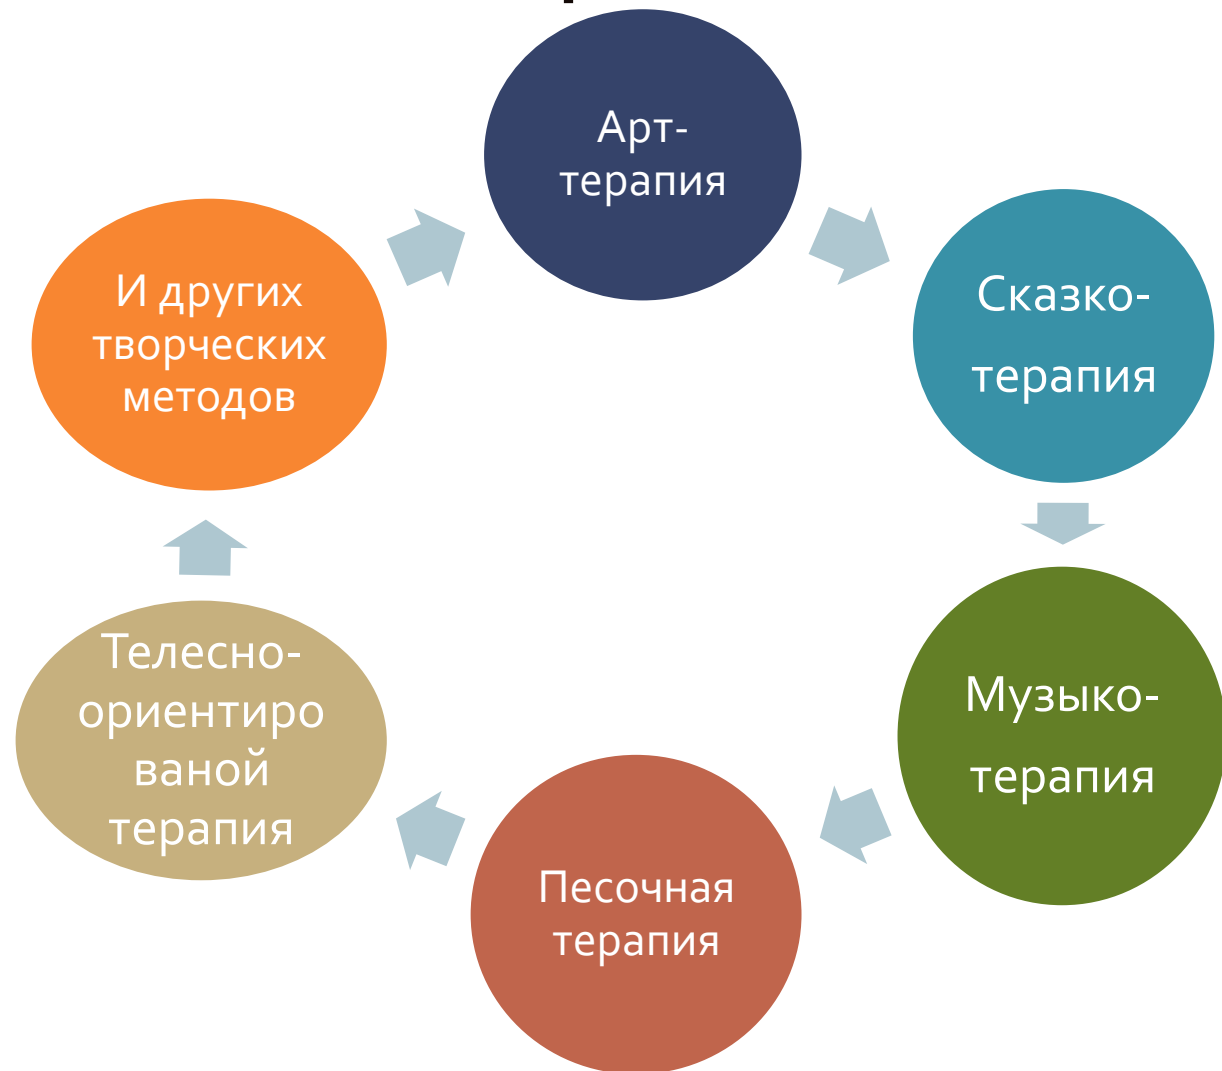 Арт-
терапия
Сказко-
терапия
Музыко-
терапия
Песочная
терапия
Телесно-
ориентиро
ваной
терапия
И других
творческих
методов